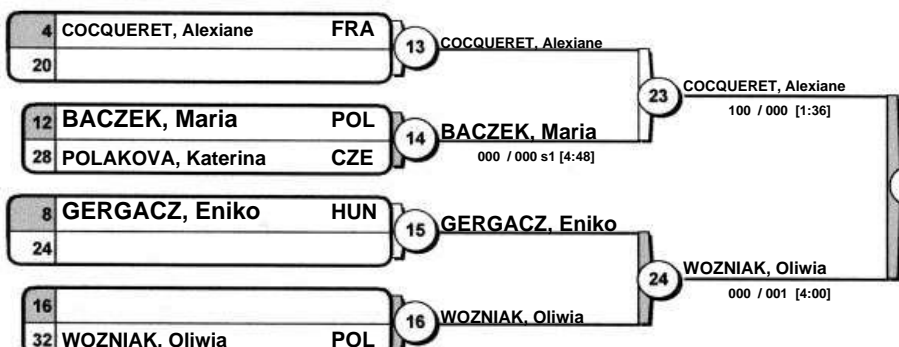 4 COCQUERET, Alexiane FRA
20
13 COCQUERET, Alexiane
23 COCQUERET, Alexiane
100 / 000 [1:36]
12 BACZEK, Maria POL
28 POLAKOVA, Katerina CZE
14 BACZEK, Maria
000 / 000 s1 [4:48]
8 GERGACZ, Eniko HUN
24
15 GERGACZ, Eniko
24 WOZNIAK, Oliwia
000 / 001 [4:00]
16
32 WOZNIAK, Oliwia POL
16 WOZNIAK, Oliwia